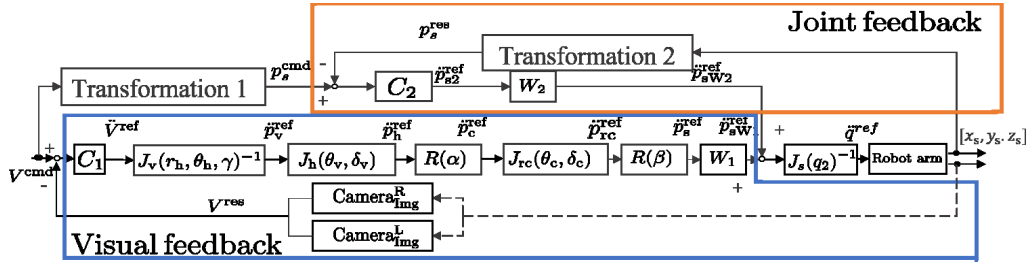 Joint feedback
p_s^res
Transformation 2
-
p_s^cmd
Transformation 1
+
C_2
p̈_s2^ref
W_2
p̈_sW2^ref
V̈^ref
p̈_v^ref
p̈_h^ref
p̈_c^ref
p̈_rc^ref
p̈_s^ref
p̈_sW1^ref
+
q̈^ref
[x_s, y_s. z_s]
+
C_1
J_v(r_h, θ_h, γ)^-1
J_h(θ_v, δ_v)
R(α)
J_rc(θ_c, δ_c)
R(β)
W_1
J_s(q_2)^-1
Robot arm
V^cmd
-
+
V^res
Camera_Img^R
Camera_Img^L
Visual feedback